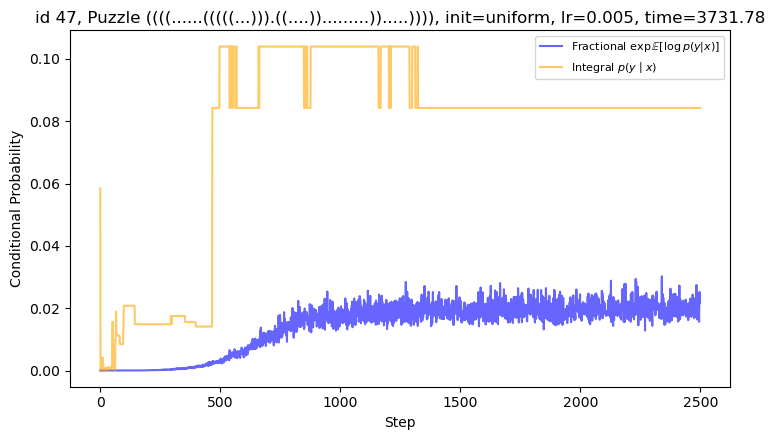 id 47, Puzzle ((((......(((((...))).((....)).........)).....)))), init=uniform, lr=0.005, time=3731.78
Fractional exp𝔼[log p(y|x)]
Integral p(y | x)
Conditional Probability
0.10
0.08
0.06
0.04
0.02
0.00
0 500 1000 1500 2000 2500
Step